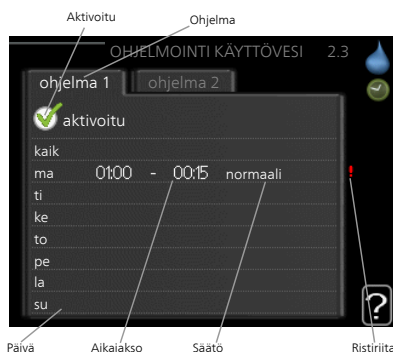 Aktivoitu
Ohjelma
OHJELMOINTI KÄYTTÖVESI 2.3
ohjelma 1 ohjelma 2
aktivoitu
kaik
ma 01:00 - 00:15 normaali !
ti
ke
to
pe
la
su
?
Päivä Aikajakso Säätö Ristiriita